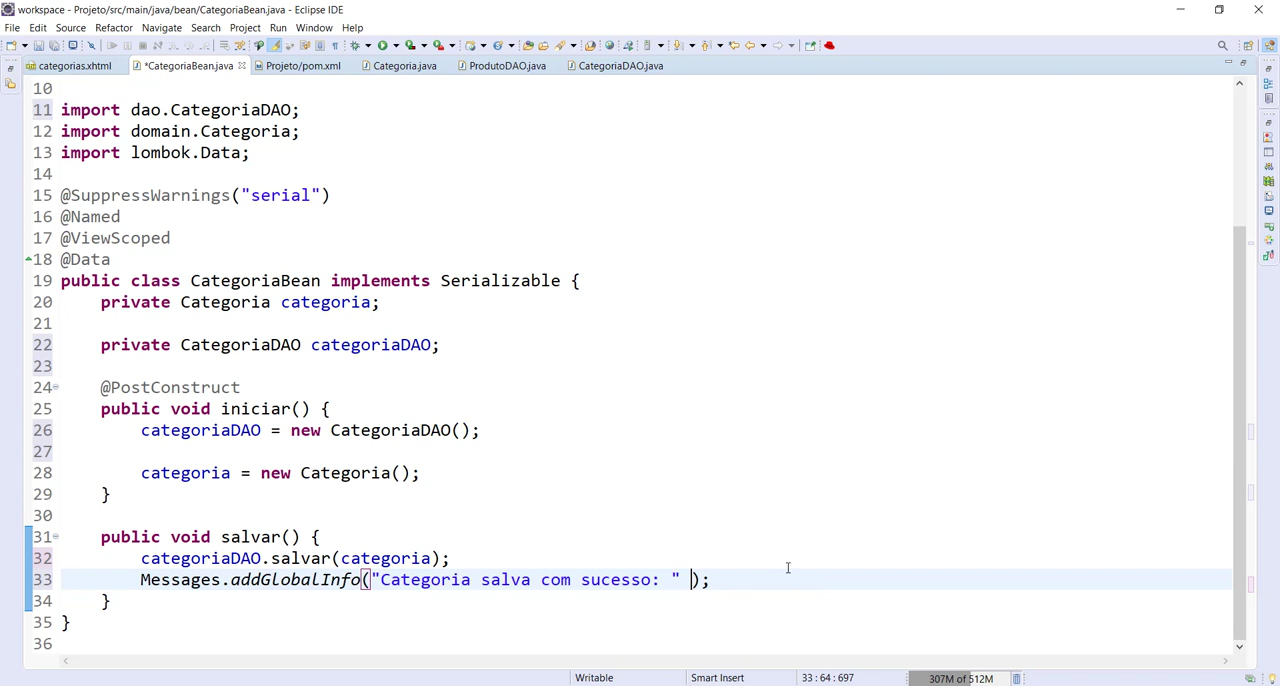 workspace - Projeto/src/main/java/bean/CategoriaBean.java - Eclipse IDE
File Edit Source Refactor Navigate Search Project Run Window Help
categorias.xhtml *CategoriaBean.java Projeto/pom.xml Categoria.java ProdutoDAO.java CategoriaDAO.java
10
11 import dao.CategoriaDAO;
12 import domain.Categoria;
13 import lombok.Data;
14
15 @SuppressWarnings("serial")
16 @Named
17 @ViewScoped
18 @Data
19 public class CategoriaBean implements Serializable {
20 private Categoria categoria;
21
22 private CategoriaDAO categoriaDAO;
23
24 @PostConstruct
25 public void iniciar() {
26 categoriaDAO = new CategoriaDAO();
27
28 categoria = new Categoria();
29 }
30
31 public void salvar() {
32 categoriaDAO.salvar(categoria);
33 Messages.addGlobalInfo("Categoria salva com sucesso: " );
34 }
35 }
36
Writable Smart Insert 33 : 64 : 697 307M of 512M